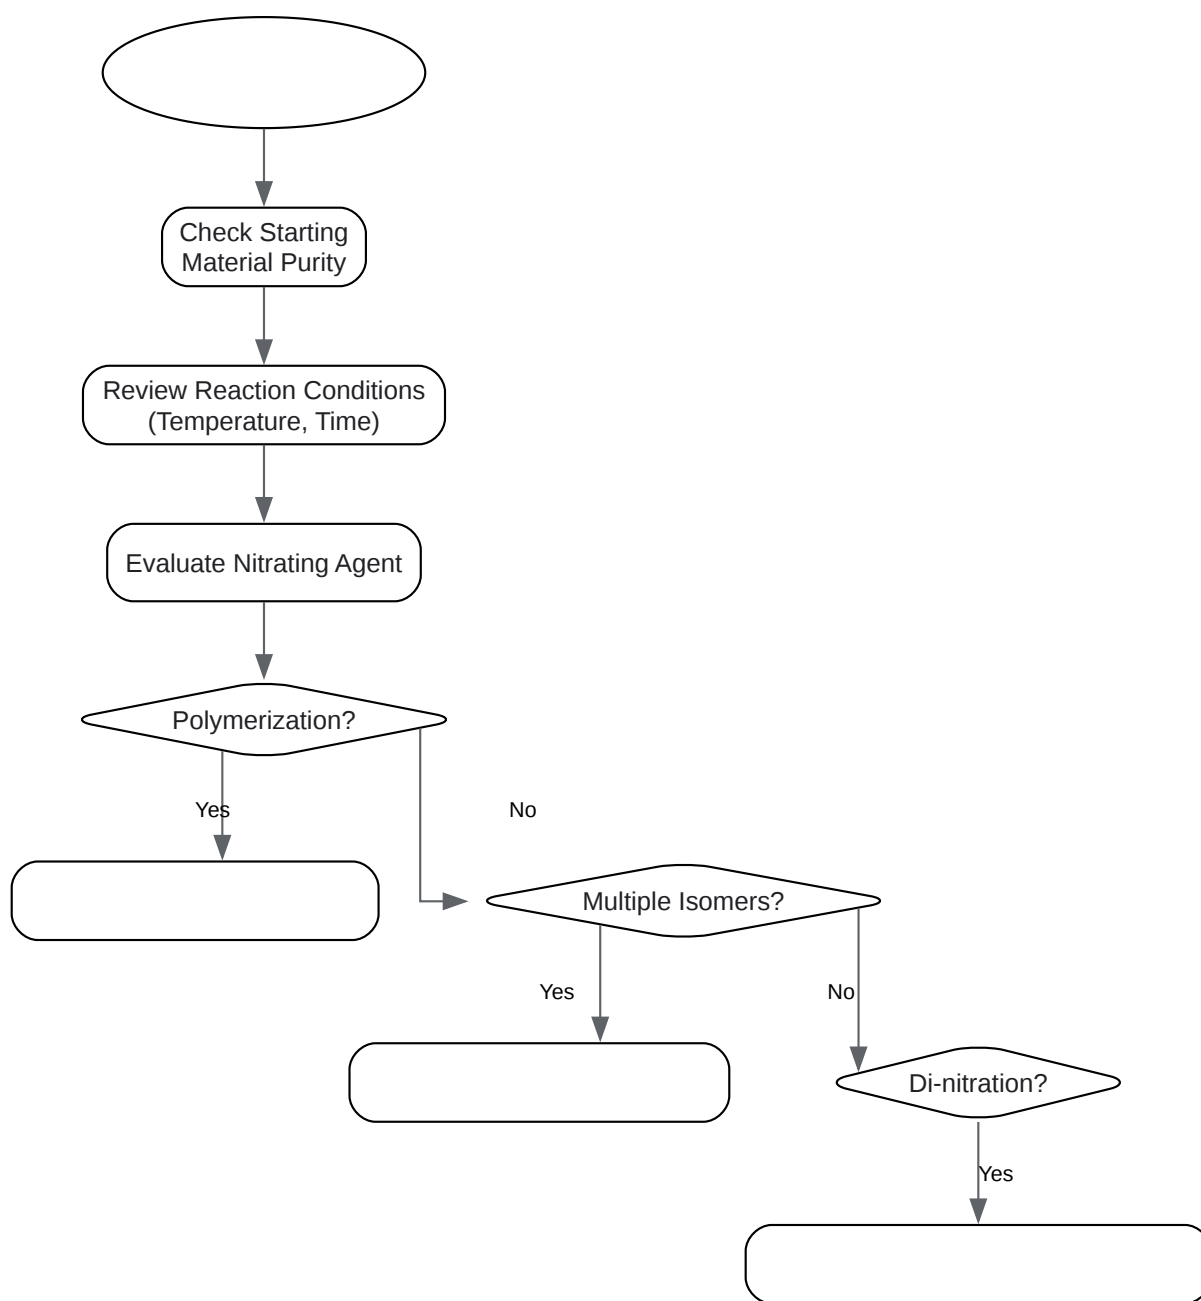 Check Starting
Material Purity
Review Reaction Conditions
(Temperature, Time)
Evaluate Nitrating Agent
Polymerization?
Yes
No
Multiple Isomers?
Yes
No
Di-nitration?
Yes